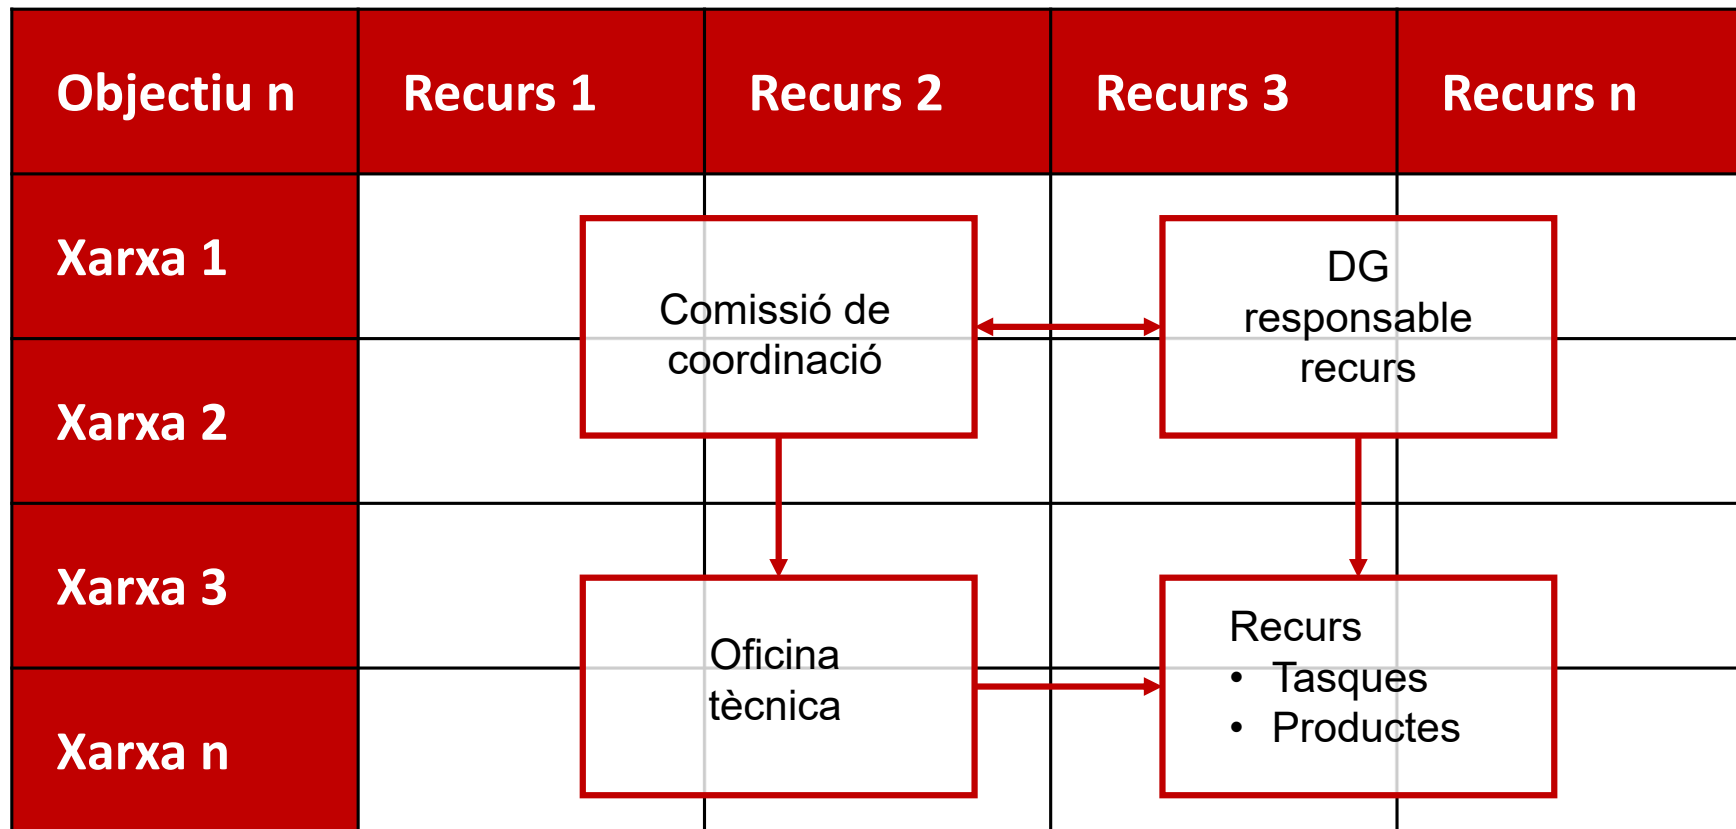 Objectiu n
Recurs 1
Recurs 2
Recurs 3
Recurs n
Xarxa 1
Xarxa 2
Xarxa 3
Xarxa n
Comissió de
coordinació
DG
responsable
recurs
Oficina
tècnica
Recurs
• Tasques
• Productes